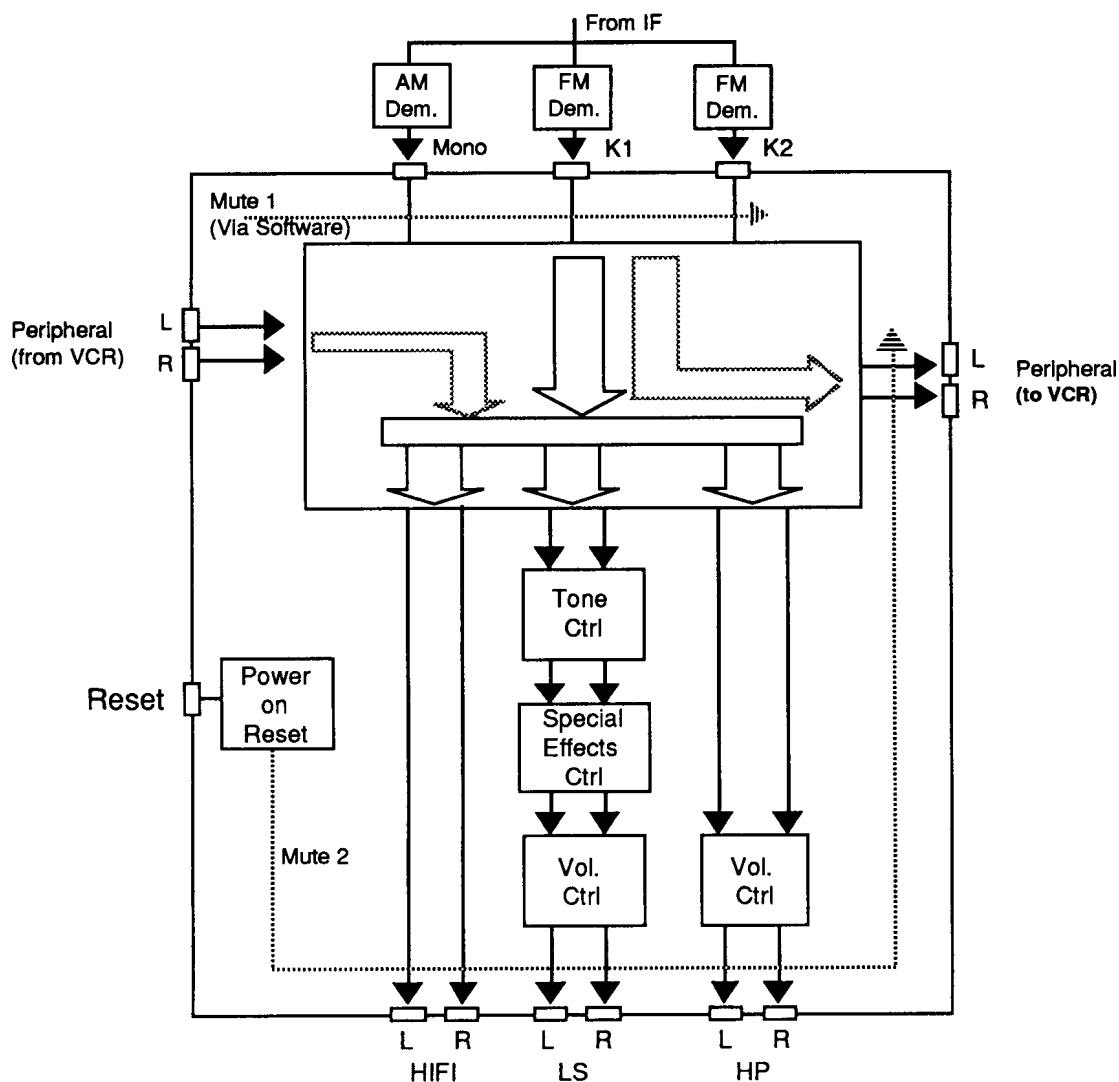 From IF
AM
Dem.
FM
Dem.
FM
Dem.
Mono
K1
K2
Mute 1
(Via Software)
Peripheral
(from VCR)
L
R
L
R
Peripheral
(to VCR)
Tone
Ctrl
Reset
Power
on
Reset
Special
Effects
Ctrl
Mute 2
Vol.
Ctrl
Vol.
Ctrl
L R L R L R
HIFI LS HP